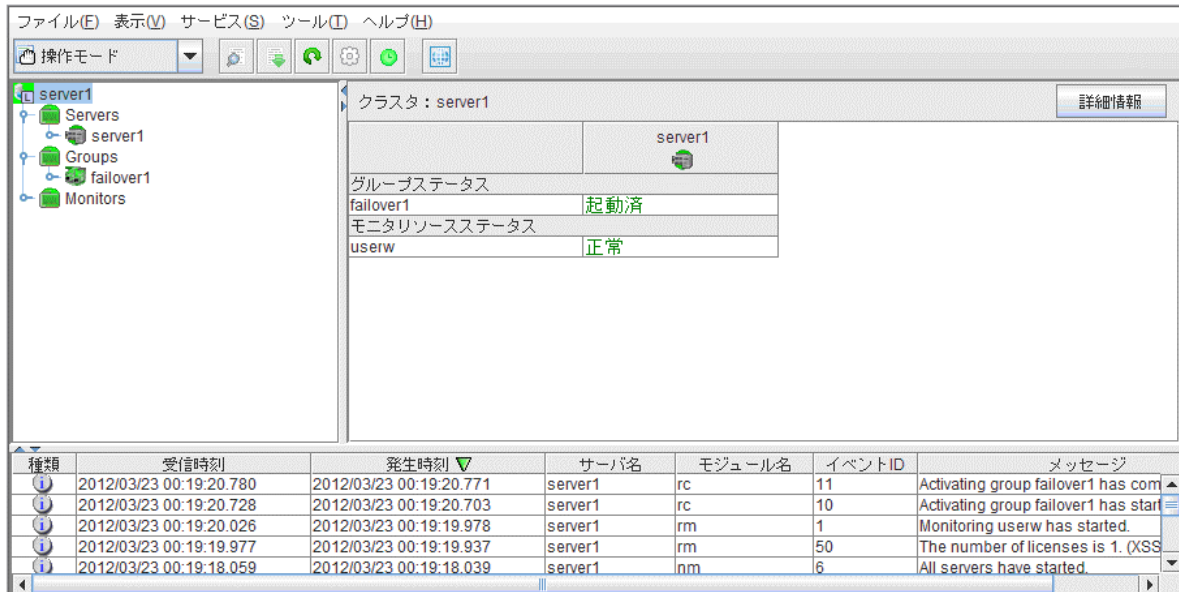 ファイル(F) 表示(V) サービス(S) ツール(T) ヘルプ(H)
操作モード
server1
Servers
server1
Groups
failover1
Monitors
クラスタ：server1
詳細情報
server1
グループステータス
failover1 起動済
モニタリソースステータス
userw 正常
種類 受信時刻 発生時刻 サーバ名 モジュール名 イベントID メッセージ
2012/03/23 00:19:20.780 2012/03/23 00:19:20.771 server1 rc 11 Activating group failover1 has com
2012/03/23 00:19:20.728 2012/03/23 00:19:20.703 server1 rc 10 Activating group failover1 has start
2012/03/23 00:19:20.026 2012/03/23 00:19:19.978 server1 rm 1 Monitoring userw has started.
2012/03/23 00:19:19.977 2012/03/23 00:19:19.937 server1 rm 50 The number of licenses is 1. (XSS
2012/03/23 00:19:18.059 2012/03/23 00:19:18.039 server1 nm 6 All servers have started.